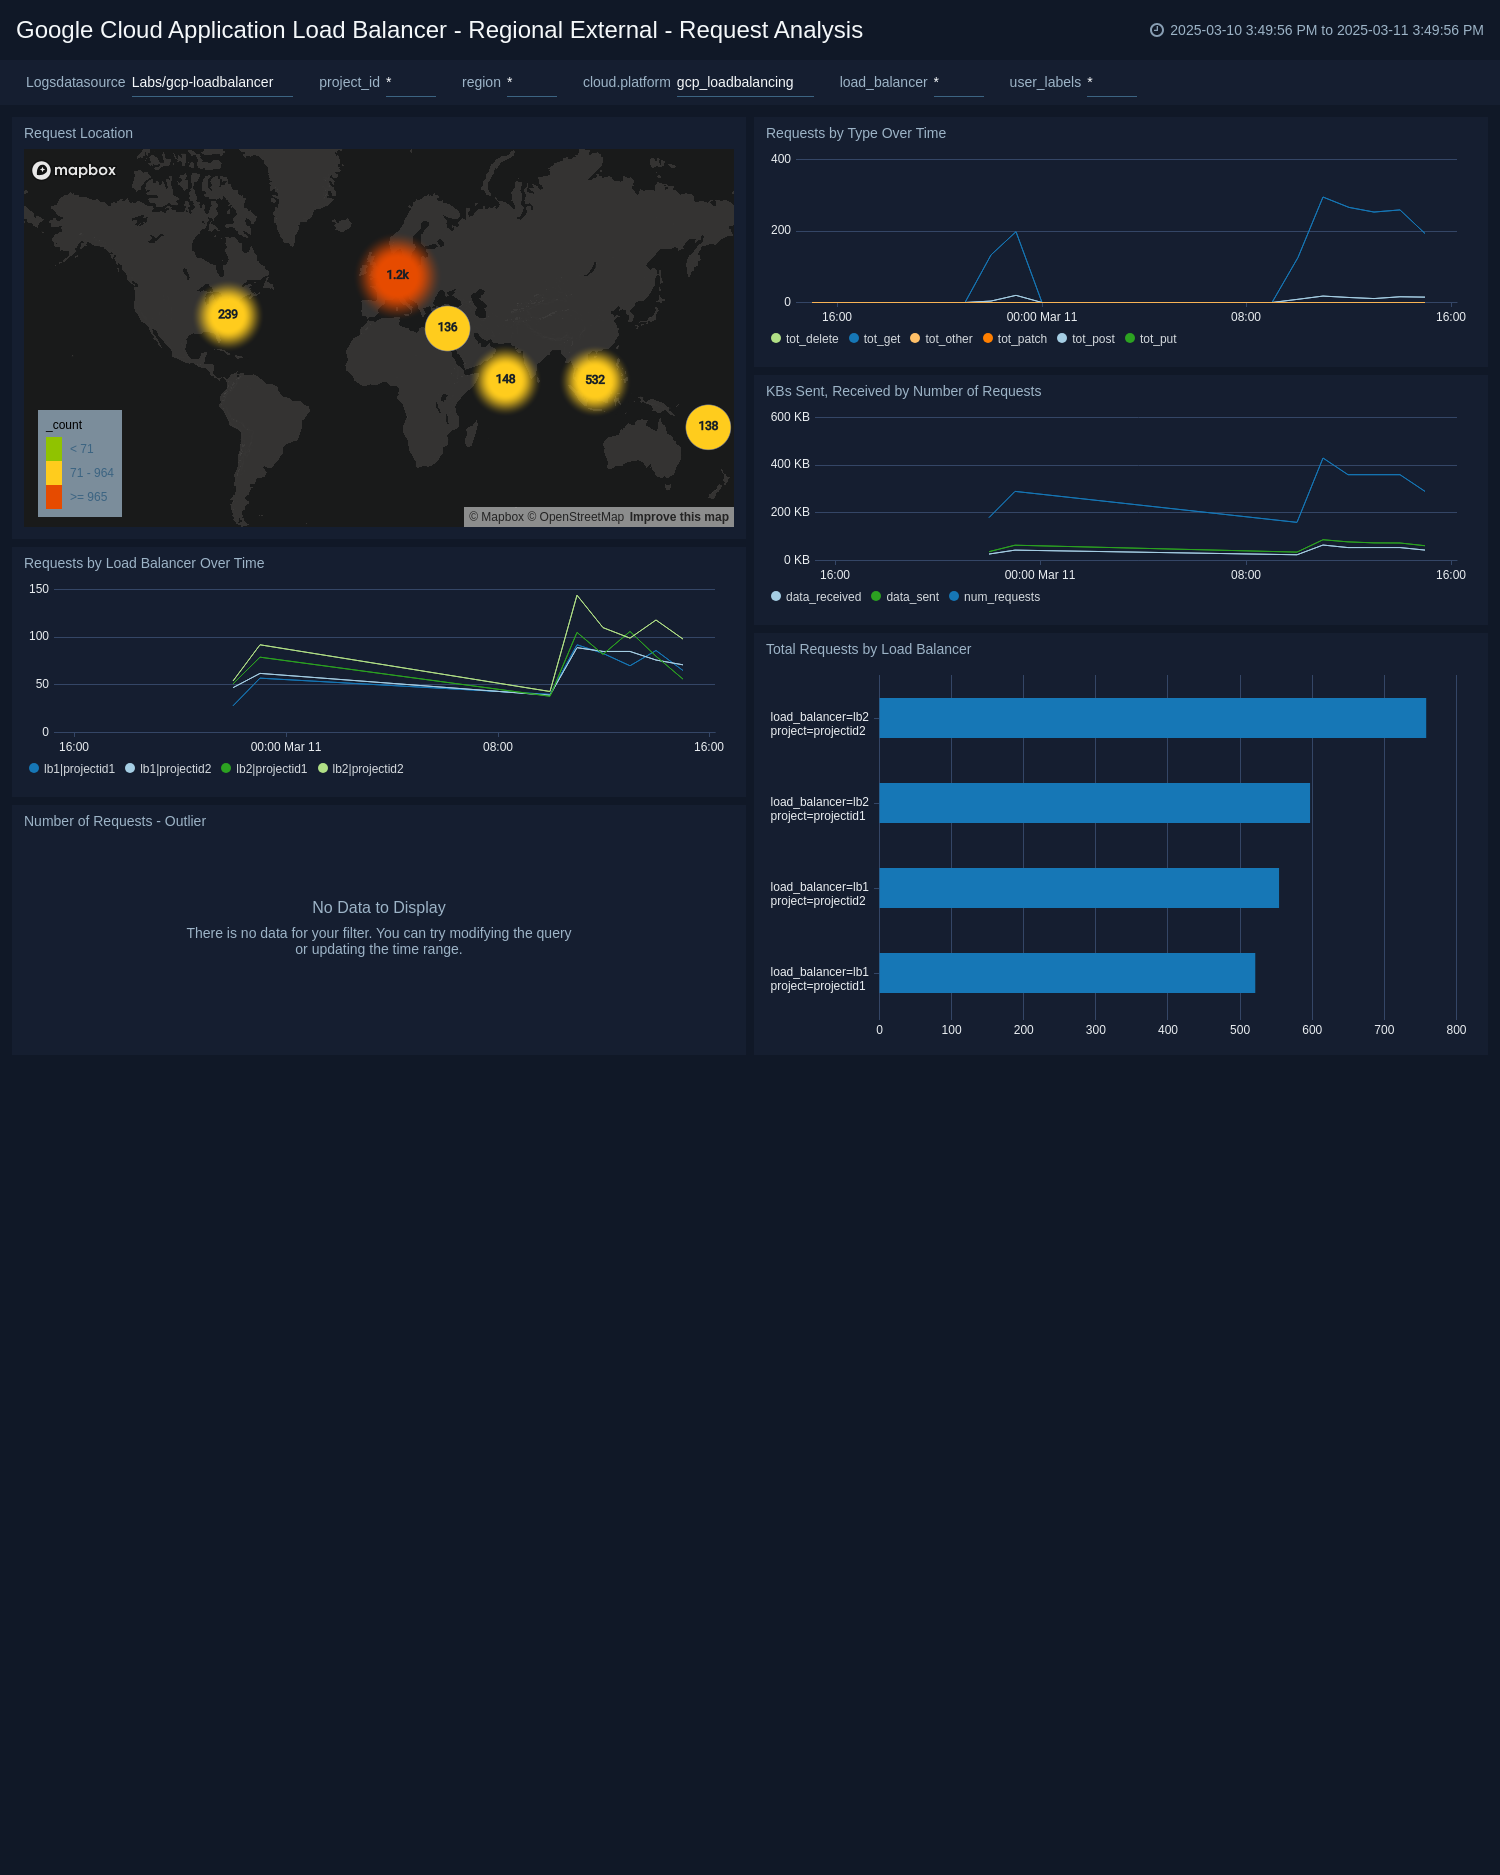 Google Cloud Application Load Balancer - Regional External - Request Analysis
2025-03-10 3:49:56 PM to 2025-03-11 3:49:56 PM
Logsdatasource Labs/gcp-loadbalancer project_id * region * cloud.platform gcp_loadbalancing load_balancer * user_labels *
Request Location
mapbox
1.2k
239
136
148
532
138
_count
< 71
71 - 964
>= 965
© Mapbox © OpenStreetMap Improve this map
Requests by Load Balancer Over Time
150
100
50
0
16:00 00:00 Mar 11 08:00 16:00
lb1|projectid1 lb1|projectid2 lb2|projectid1 lb2|projectid2
Number of Requests - Outlier
No Data to Display
There is no data for your filter. You can try modifying the query
or updating the time range.
Requests by Type Over Time
400
200
0
16:00 00:00 Mar 11 08:00 16:00
tot_delete tot_get tot_other tot_patch tot_post tot_put
KBs Sent, Received by Number of Requests
600 KB
400 KB
200 KB
0 KB
16:00 00:00 Mar 11 08:00 16:00
data_received data_sent num_requests
Total Requests by Load Balancer
load_balancer=lb2
project=projectid2
load_balancer=lb2
project=projectid1
load_balancer=lb1
project=projectid2
load_balancer=lb1
project=projectid1
0 100 200 300 400 500 600 700 800